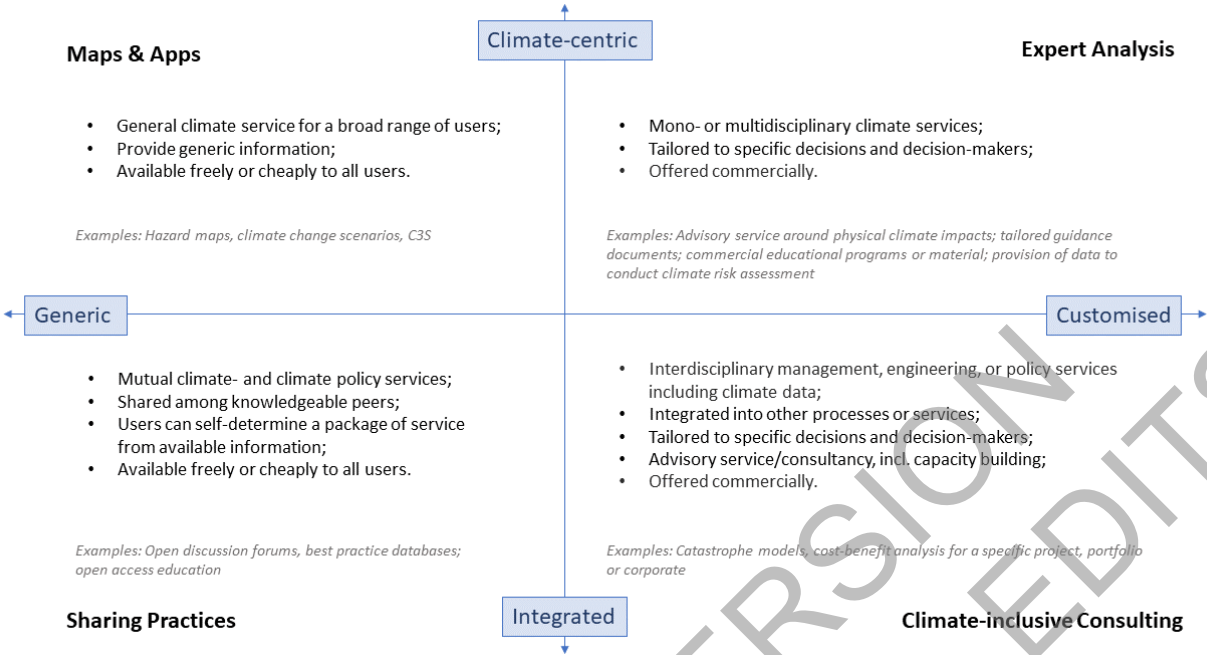 Climate-centric
Maps & Apps
Expert Analysis
• General climate service for a broad range of users;
• Provide generic information;
• Available freely or cheaply to all users.
• Mono- or multidisciplinary climate services;
• Tailored to specific decisions and decision-makers;
• Offered commercially.
Examples: Hazard maps, climate change scenarios, C3S
Examples: Advisory service around physical climate impacts; tailored guidance
documents; commercial educational programs or material; provision of data to
conduct climate risk assessment
Generic
Customised
• Mutual climate- and climate policy services;
• Shared among knowledgeable peers;
• Users can self-determine a package of service
from available information;
• Available freely or cheaply to all users.
• Interdisciplinary management, engineering, or policy services
including climate data;
• Integrated into other processes or services;
• Tailored to specific decisions and decision-makers;
• Advisory service/consultancy, incl. capacity building;
• Offered commercially.
Examples: Open discussion forums, best practice databases;
open access education
Examples: Catastrophe models, cost-benefit analysis for a specific project, portfolio
or corporate
Sharing Practices
Integrated
Climate-inclusive Consulting
VERSION
EDITS